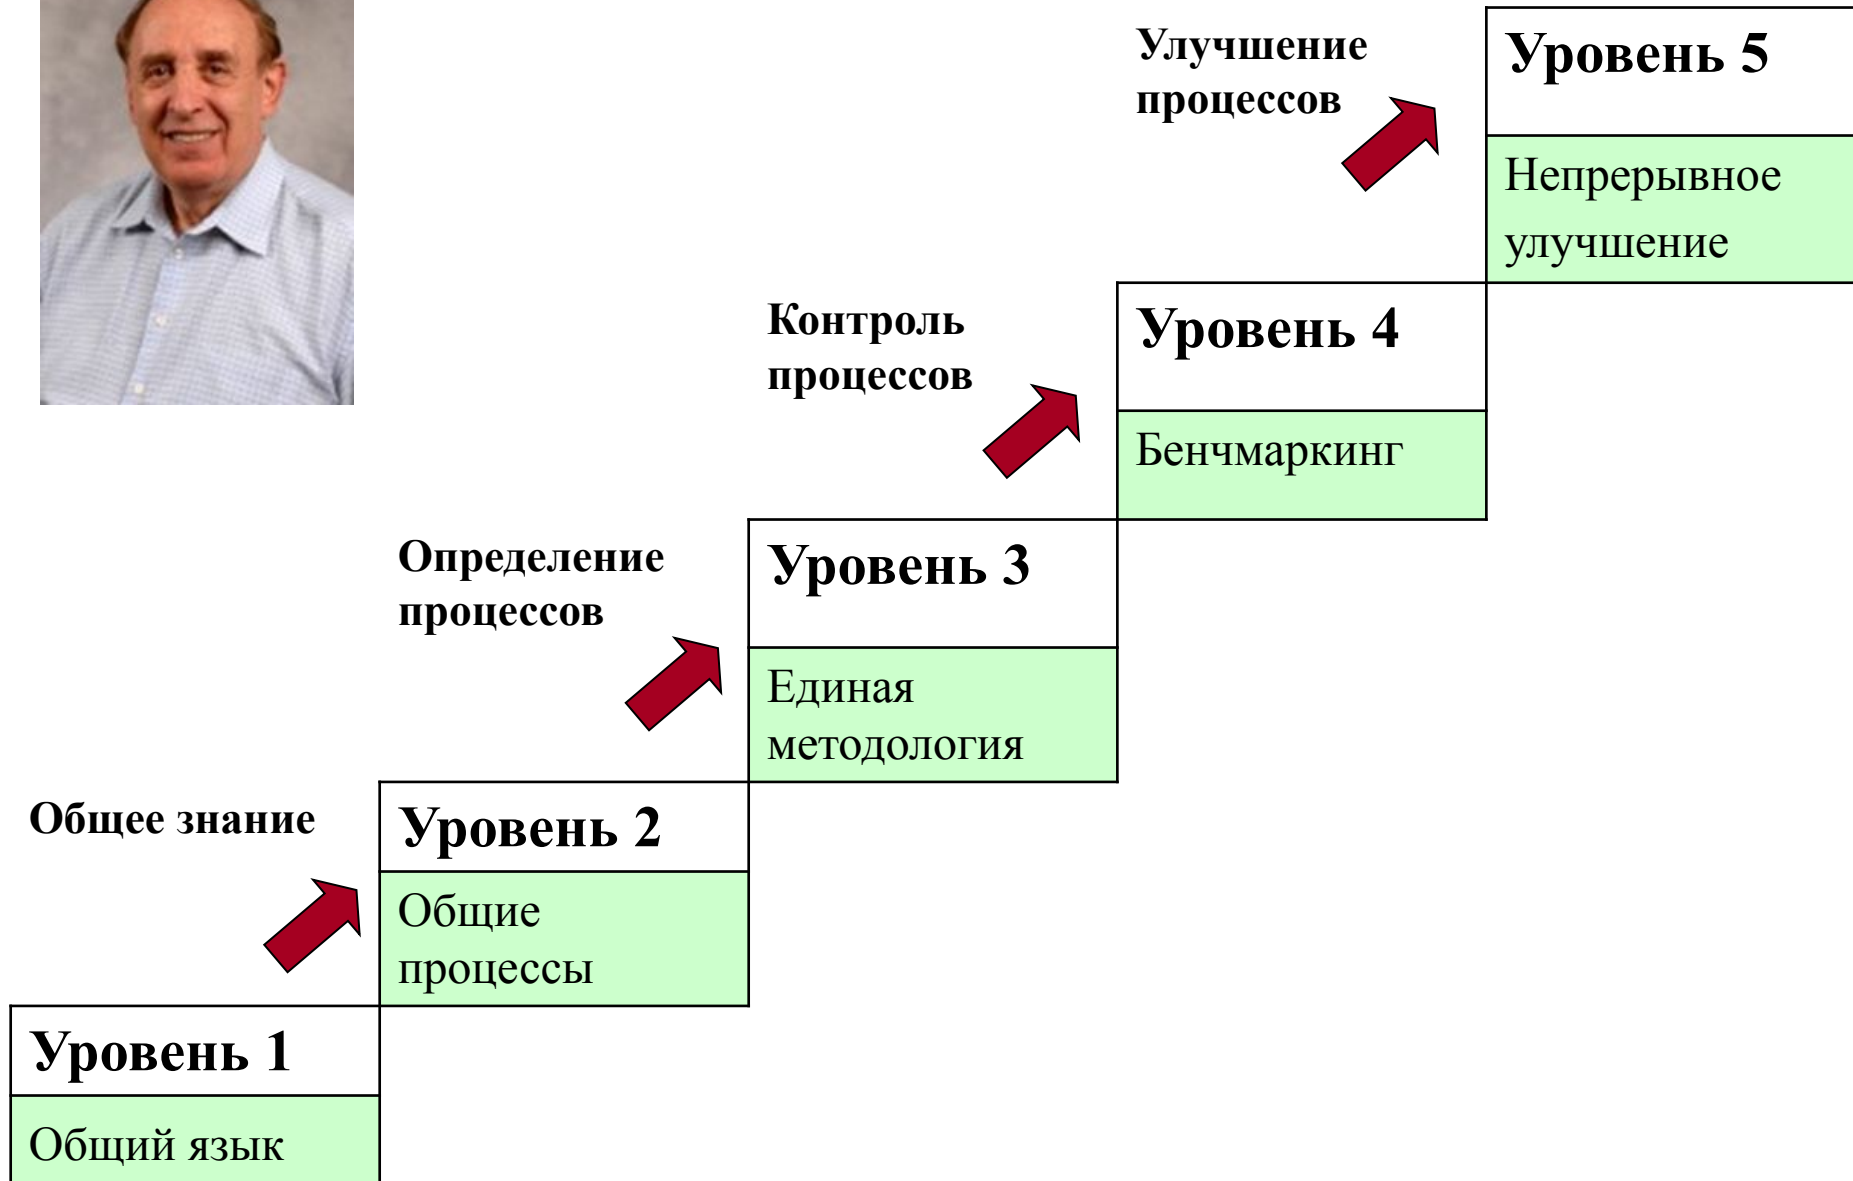 Улучшение
процессов
Уровень 5
Непрерывное
улучшение
Контроль
процессов
Уровень 4
Бенчмаркинг
Определение
процессов
Уровень 3
Единая
методология
Общее знание
Уровень 2
Общие
процессы
Уровень 1
Общий язык